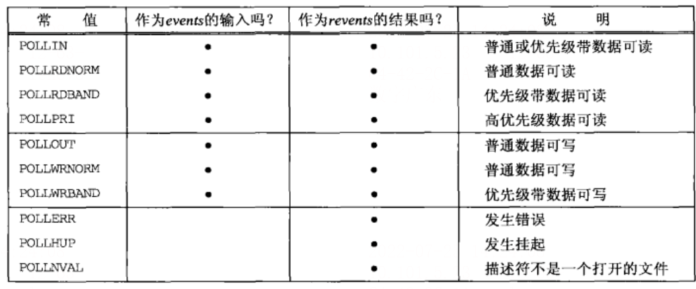 常 值 作为events的输入吗? 作为revents的结果吗? 说 明
POLLIN • • 普通或优先级带数据可读
POLLRDNORM • • 普通数据可读
POLLRDBAND • • 优先级带数据可读
POLLPRI • • 高优先级数据可读
POLLOUT • • 普通数据可写
POLLWRNORM • • 普通数据可写
POLLWRBAND • • 优先级带数据可写
POLLERR • 发生错误
POLLHUP • 发生挂起
POLLNVAL • 描述符不是一个打开的文件